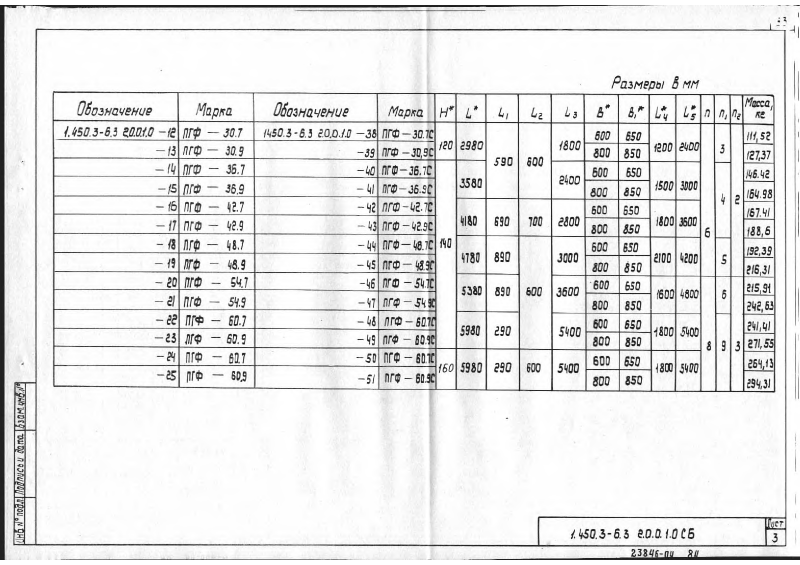 Размеры в мм
Обозначение Марка Обозначение Марка H* L* L₁ L₂ L₃ B* B₁* L₄* L₅* п п₁ п₂ Масса, кг
1.450.3-6.3 2.0.0.1.0 -12 ПГФ — 30.7 1.450.3-6.3 2.0.0.1.0 -38 ПГФ-30.7С 120 2980 590 600 1800 600 650 1200 2400 6 3 2 111,52
-13 ПГФ — 30.9 -39 ПГФ-30,9С 800 850 127,37
-14 ПГФ — 36.7 -40 ПГФ-36.7С 140 3580 2400 600 650 1500 3000 4 146.42
-15 ПГФ — 36.9 -41 ПГФ-36.9С 800 850 164.98
-16 ПГФ — 42.7 -42 ПГФ-42.7С 4180 690 700 2800 600 650 1800 3600 167.41
-17 ПГФ — 42.9 -43 ПГФ-42.9С 800 850 188,6
-18 ПГФ — 48.7 -44 ПГФ-48.7С 4780 890 600 3000 600 650 2100 4200 5 192,39
-19 ПГФ — 48.9 -45 ПГФ-48.9С 800 850 216,31
-20 ПГФ — 54.7 -46 ПГФ-54.7С 5380 890 3600 600 650 1600 4800 8 6 3 215,91
-21 ПГФ — 54.9 -47 ПГФ-54.9С 800 850 242,63
-22 ПГФ — 60.7 -48 ПГФ-60.7С 5980 290 5400 600 650 1800 5400 9 241,41
-23 ПГФ — 60.9 -49 ПГФ-60.9С 800 850 271,55
-24 ПГФ — 60.7 -50 ПГФ-60.7С 160 5980 290 600 5400 600 650 1800 5400 264,13
-25 ПГФ — 60,9 -51 ПГФ-60.9С 800 850 294,31
Инв.№ подл. Подпись и дата Взам.инв.№
1.450.3-6.3 2.0.0.1.0 СБ
Лист
3
23846-04